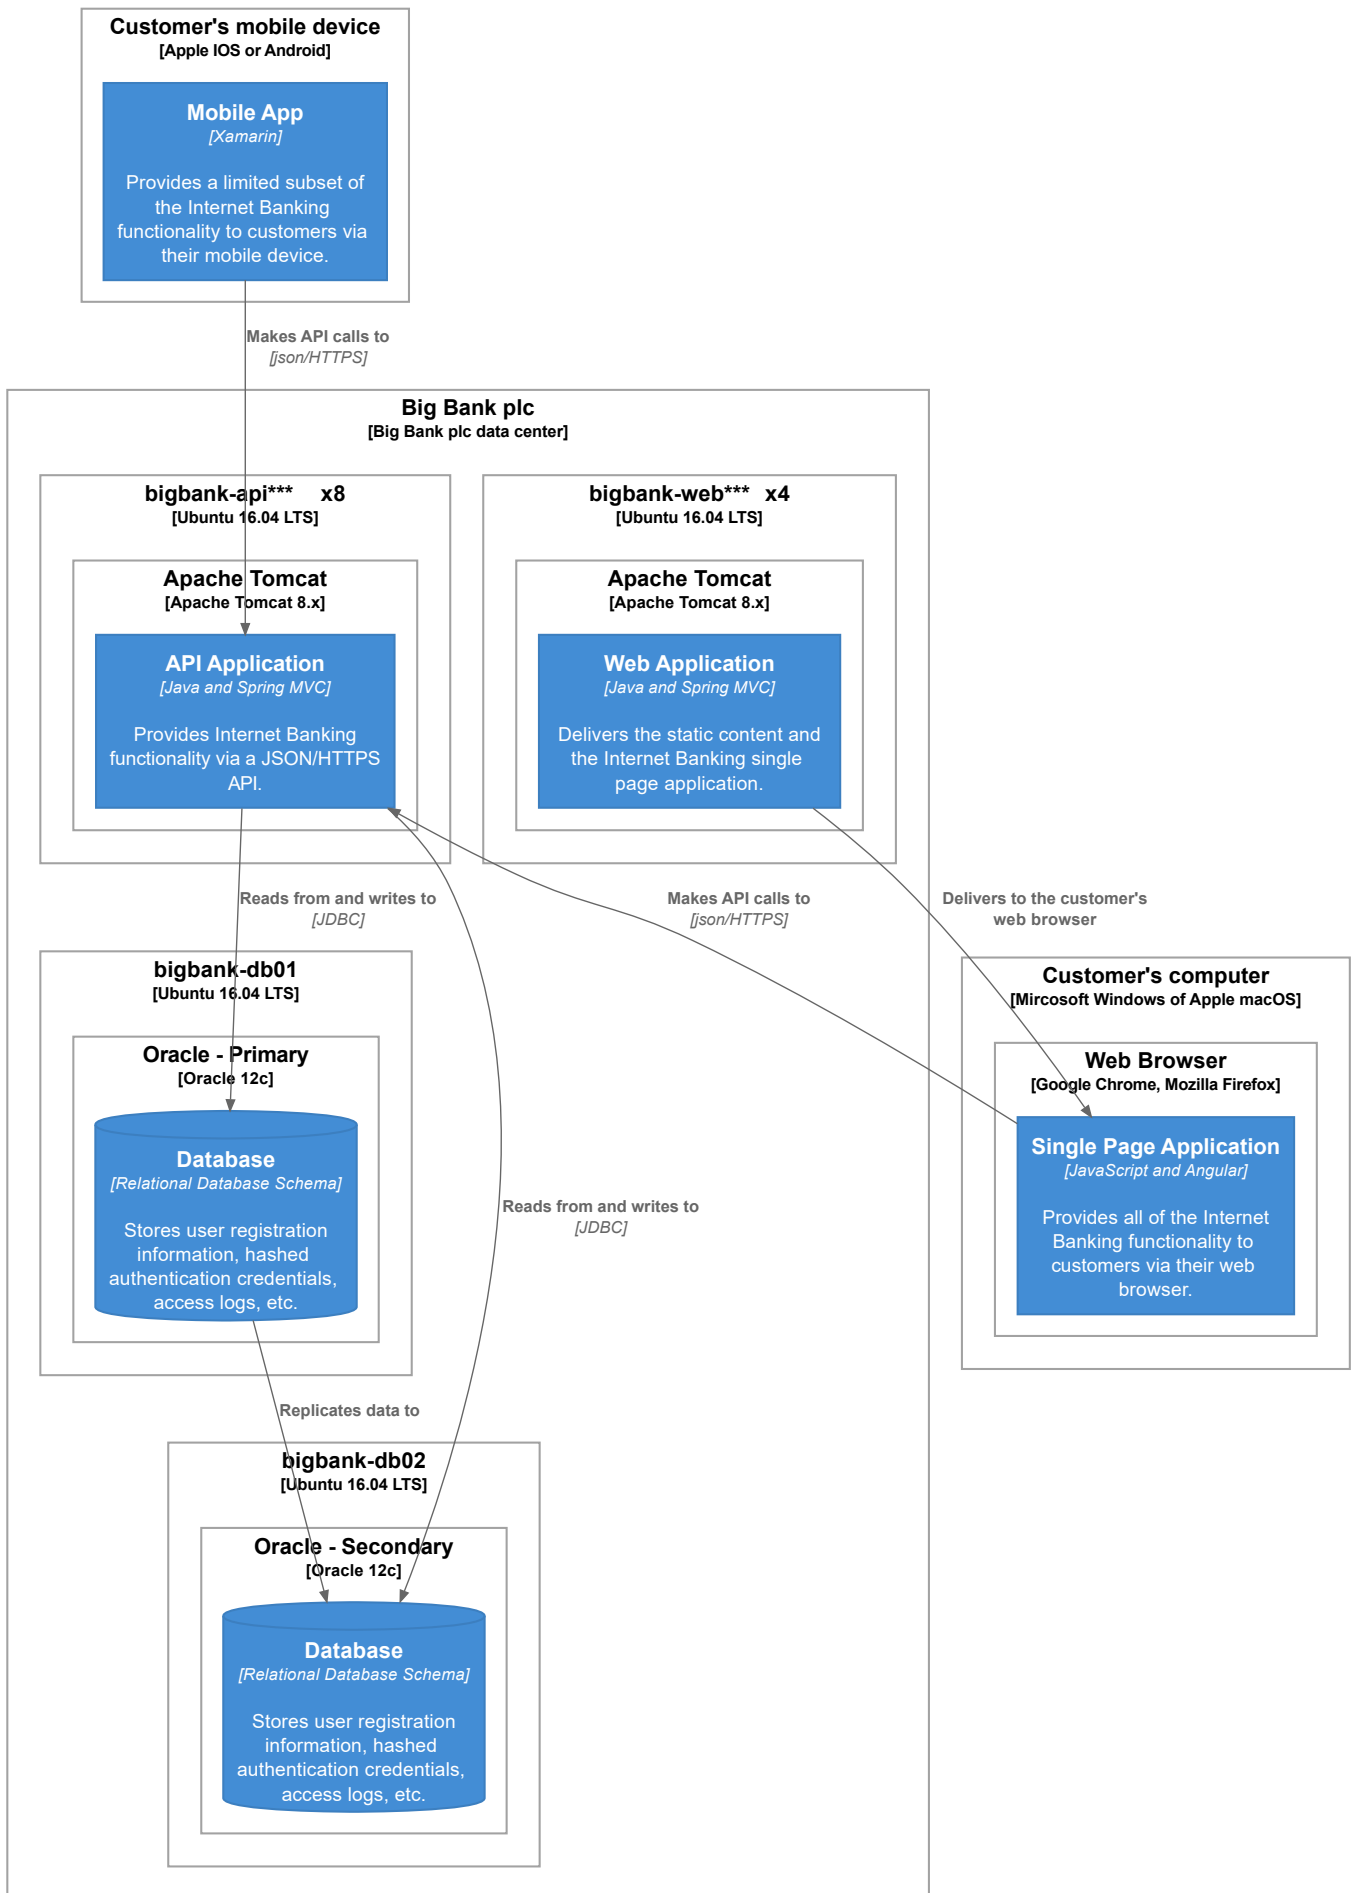 Customer's mobile device
[Apple IOS or Android]
Mobile App
[Xamarin]
Provides a limited subset of
the Internet Banking
functionality to customers via
their mobile device.
Makes API calls to
[json/HTTPS]
Big Bank plc
[Big Bank plc data center]
bigbank-api*** x8
[Ubuntu 16.04 LTS]
Apache Tomcat
[Apache Tomcat 8.x]
API Application
[Java and Spring MVC]
Provides Internet Banking
functionality via a JSON/HTTPS
API.
bigbank-web*** x4
[Ubuntu 16.04 LTS]
Apache Tomcat
[Apache Tomcat 8.x]
Web Application
[Java and Spring MVC]
Delivers the static content and
the Internet Banking single
page application.
Reads from and writes to
[JDBC]
Makes API calls to
[json/HTTPS]
Delivers to the customer's
web browser
bigbank-db01
[Ubuntu 16.04 LTS]
Oracle - Primary
[Oracle 12c]
Database
[Relational Database Schema]
Stores user registration
information, hashed
authentication credentials,
access logs, etc.
Reads from and writes to
[JDBC]
Customer's computer
[Mircosoft Windows of Apple macOS]
Web Browser
[Google Chrome, Mozilla Firefox]
Single Page Application
[JavaScript and Angular]
Provides all of the Internet
Banking functionality to
customers via their web
browser.
Replicates data to
bigbank-db02
[Ubuntu 16.04 LTS]
Oracle - Secondary
[Oracle 12c]
Database
[Relational Database Schema]
Stores user registration
information, hashed
authentication credentials,
access logs, etc.